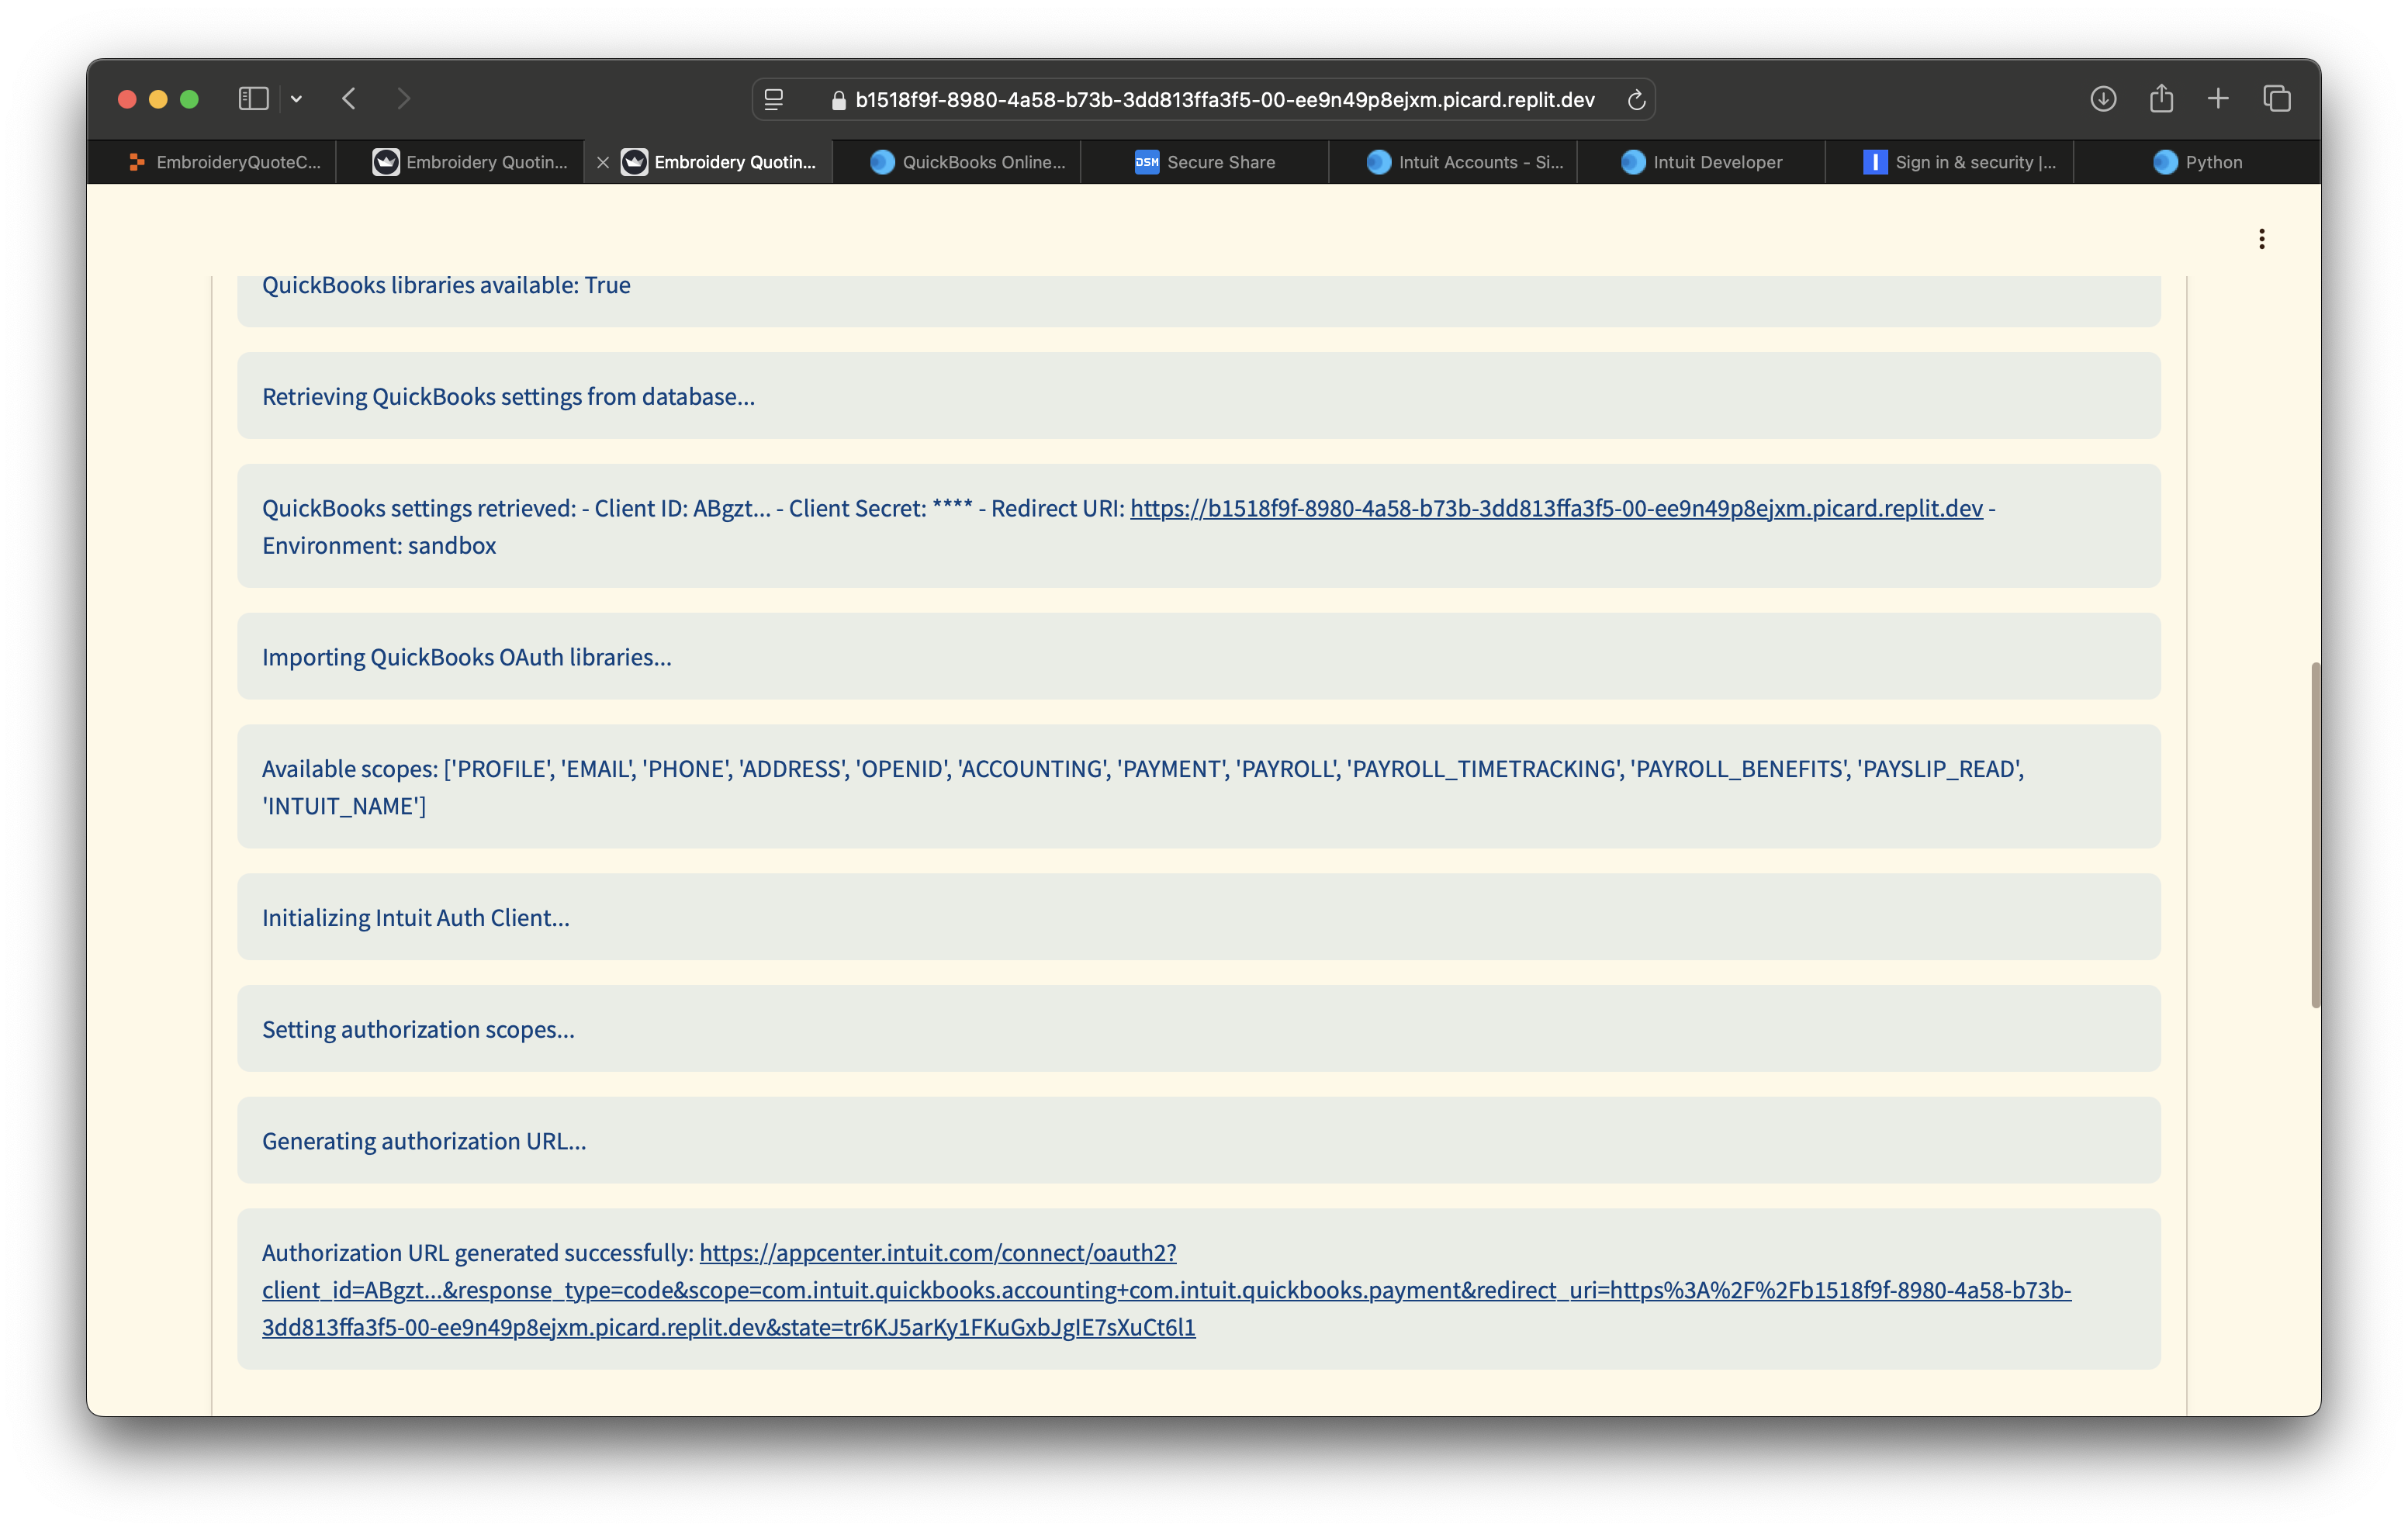 b1518f9f-8980-4a58-b73b-3dd813ffa3f5-00-ee9n49p8ejxm.picard.replit.dev
EmbroideryQuoteC...
Embroidery Quotin...
Embroidery Quotin...
QuickBooks Online...
DSM Secure Share
Intuit Accounts - Si...
Intuit Developer
Sign in & security |...
Python
QuickBooks libraries available: True
Retrieving QuickBooks settings from database...
QuickBooks settings retrieved: - Client ID: ABgzt... - Client Secret: **** - Redirect URI: https://b1518f9f-8980-4a58-b73b-3dd813ffa3f5-00-ee9n49p8ejxm.picard.replit.dev -
Environment: sandbox
Importing QuickBooks OAuth libraries...
Available scopes: ['PROFILE', 'EMAIL', 'PHONE', 'ADDRESS', 'OPENID', 'ACCOUNTING', 'PAYMENT', 'PAYROLL', 'PAYROLL_TIMETRACKING', 'PAYROLL_BENEFITS', 'PAYSLIP_READ',
'INTUIT_NAME']
Initializing Intuit Auth Client...
Setting authorization scopes...
Generating authorization URL...
Authorization URL generated successfully: https://appcenter.intuit.com/connect/oauth2?
client_id=ABgzt...&response_type=code&scope=com.intuit.quickbooks.accounting+com.intuit.quickbooks.payment&redirect_uri=https%3A%2F%2Fb1518f9f-8980-4a58-b73b-
3dd813ffa3f5-00-ee9n49p8ejxm.picard.replit.dev&state=tr6KJ5arKy1FKuGxbJgIE7sXuCt6l1